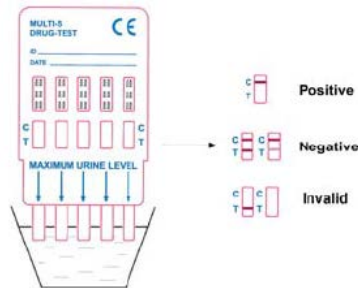 MULTI-5 CE
DRUG-TEST
ID
DATE
C C
T T
MAXIMUM URINE LEVEL
C
T
Positive
C C
T T
Negative
C C
T T
Invalid